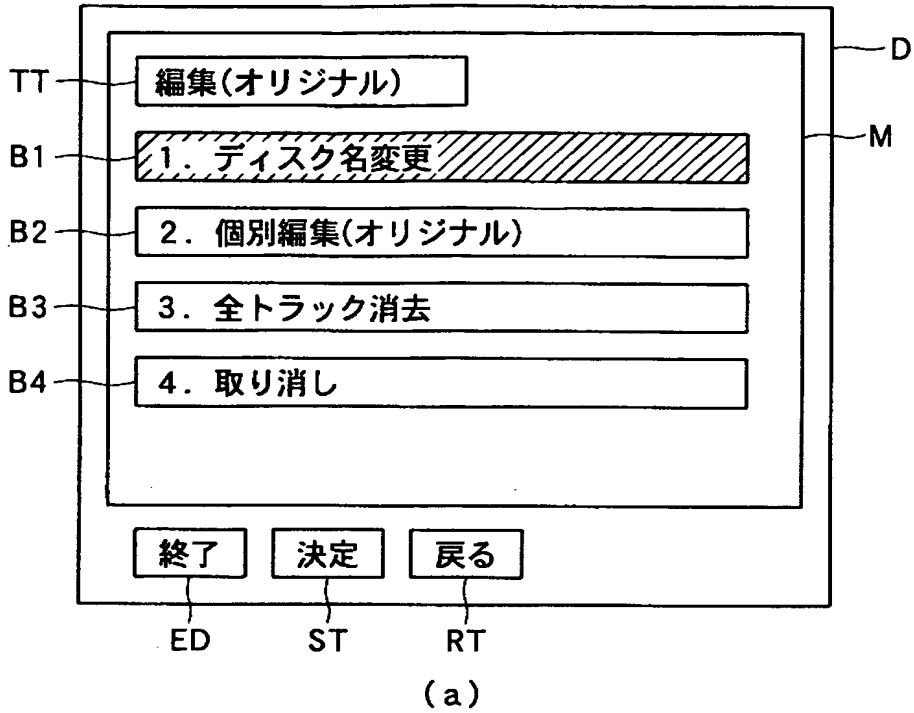 D
TT 編集(オリジナル)
M
B1 1. ディスク名変更
B2 2. 個別編集(オリジナル)
B3 3. 全トラック消去
B4 4. 取り消し
終了 決定 戻る
ED ST RT
(a)